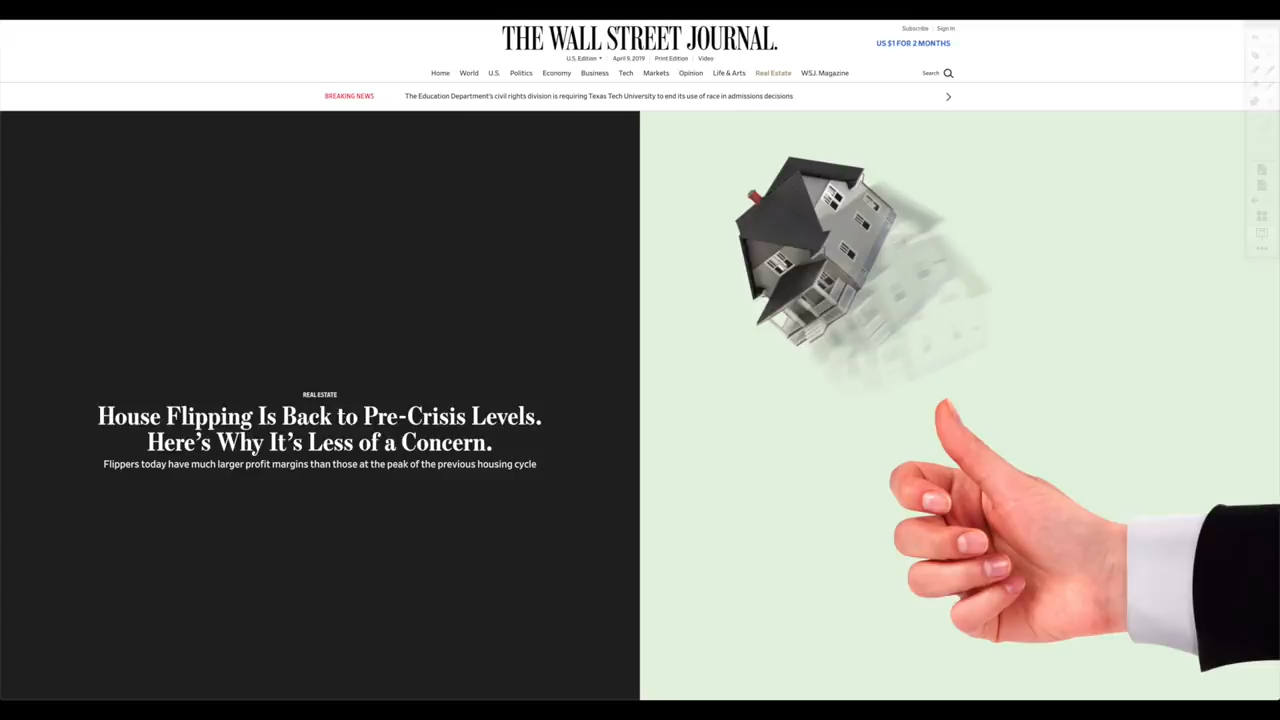 Subscribe Sign In
THE WALL STREET JOURNAL.
US $1 FOR 2 MONTHS
U.S. Edition April 9, 2019 Print Edition Video
Home World U.S. Politics Economy Business Tech Markets Opinion Life & Arts Real Estate WSJ. Magazine Search
BREAKING NEWS The Education Department's civil rights division is requiring Texas Tech University to end its use of race in admissions decisions
REAL ESTATE
House Flipping Is Back to Pre-Crisis Levels.
Here's Why It's Less of a Concern.
Flippers today have much larger profit margins than those at the peak of the previous housing cycle